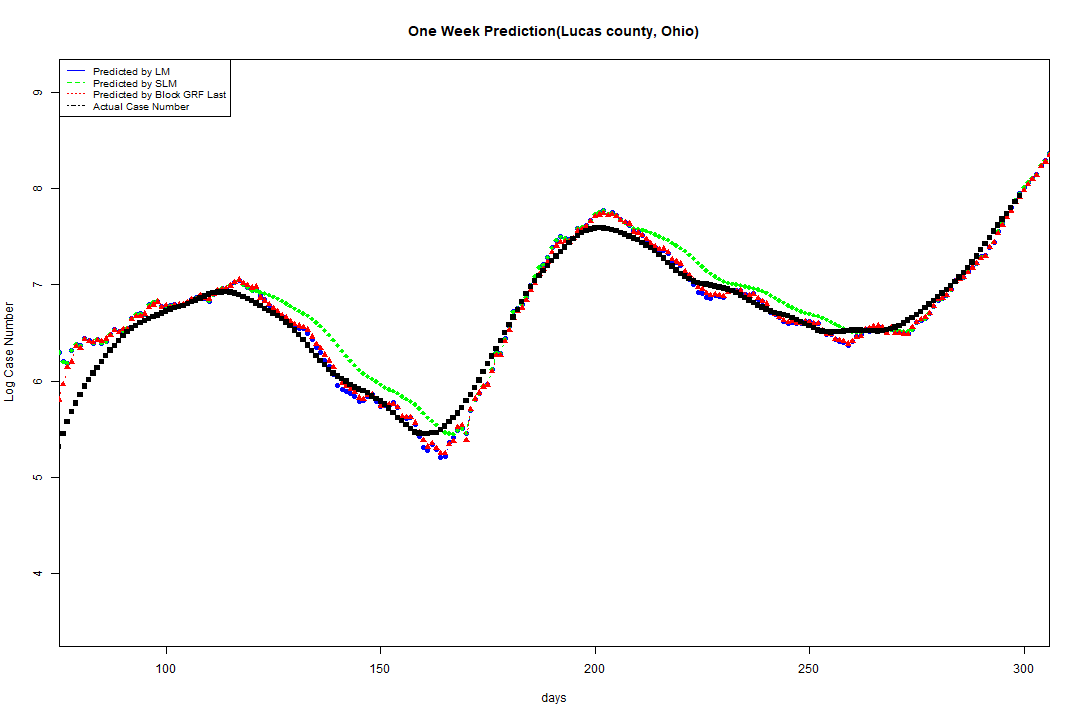 One Week Prediction(Lucas county, Ohio)
Predicted by LM
Predicted by SLM
Predicted by Block GRF Last
Actual Case Number
9
8
7
6
5
4
Log Case Number
100 150 200 250 300
days